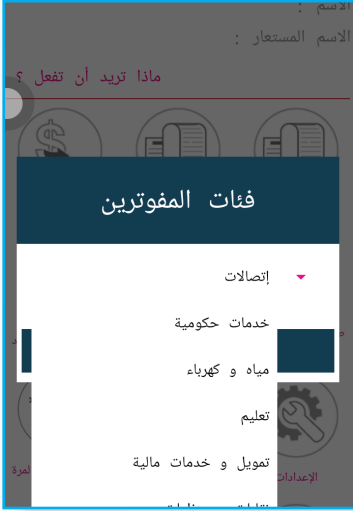 الاسم :
الاسم المستعار :
ماذا تريد أن تفعل ؟
فئات المفوترين
إتصالات
خدمات حكومية
مياه و كهرباء
تعليم
تمويل و خدمات مالية
الإعدادات